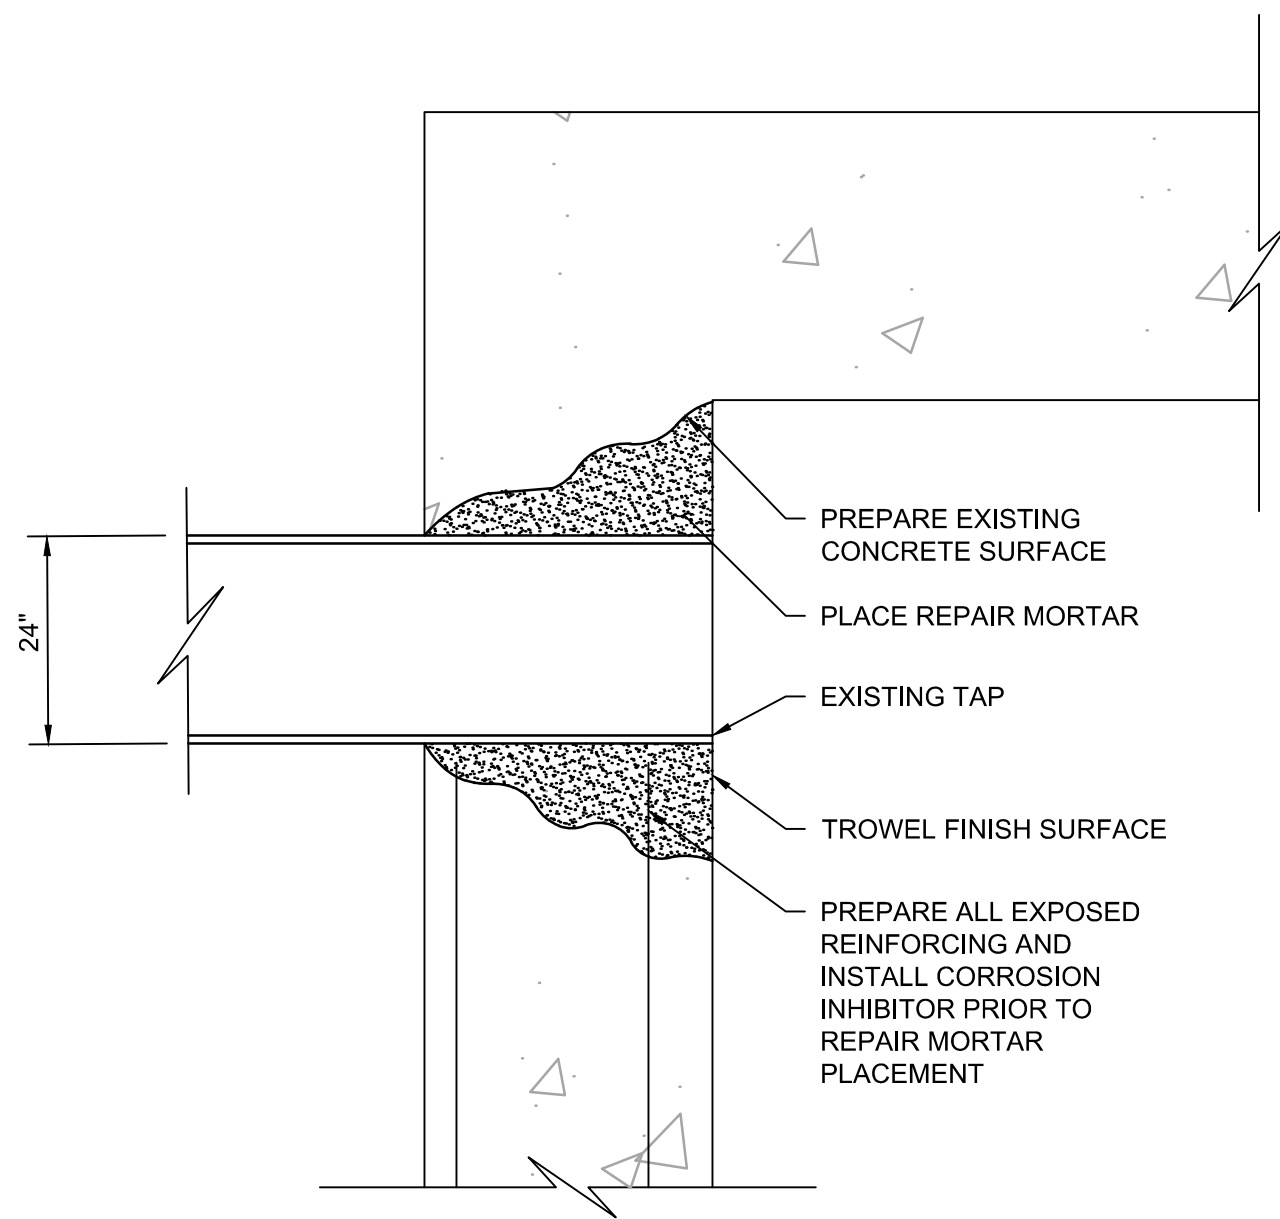 24"
PREPARE EXISTING
CONCRETE SURFACE
PLACE REPAIR MORTAR
EXISTING TAP
TROWEL FINISH SURFACE
PREPARE ALL EXPOSED
REINFORCING AND
INSTALL CORROSION
INHIBITOR PRIOR TO
REPAIR MORTAR
PLACEMENT